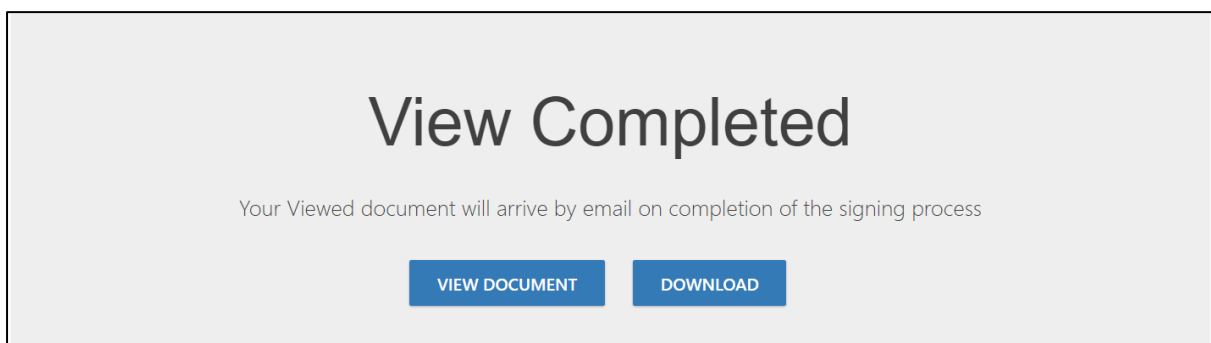 View Completed
Your Viewed document will arrive by email on completion of the signing process
VIEW DOCUMENT DOWNLOAD